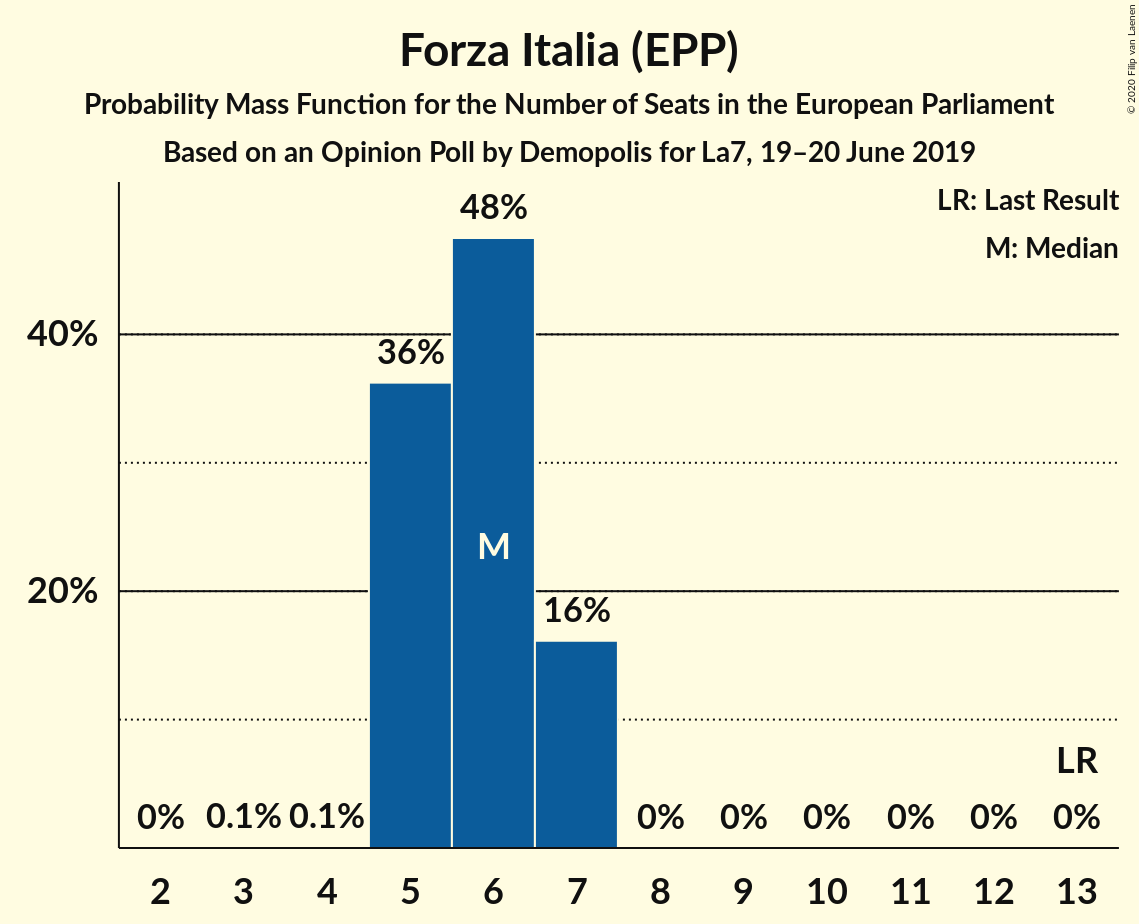 Forza Italia (EPP)
Probability Mass Function for the Number of Seats in the European Parliament
Based on an Opinion Poll by Demopolis for La7, 19–20 June 2019
© 2020 Filip van Laenen
LR: Last Result
M: Median
48%
40%
36%
M
20%
16%
LR
0% 0.1% 0.1% 0% 0% 0% 0% 0% 0%
2 3 4 5 6 7 8 9 10 11 12 13